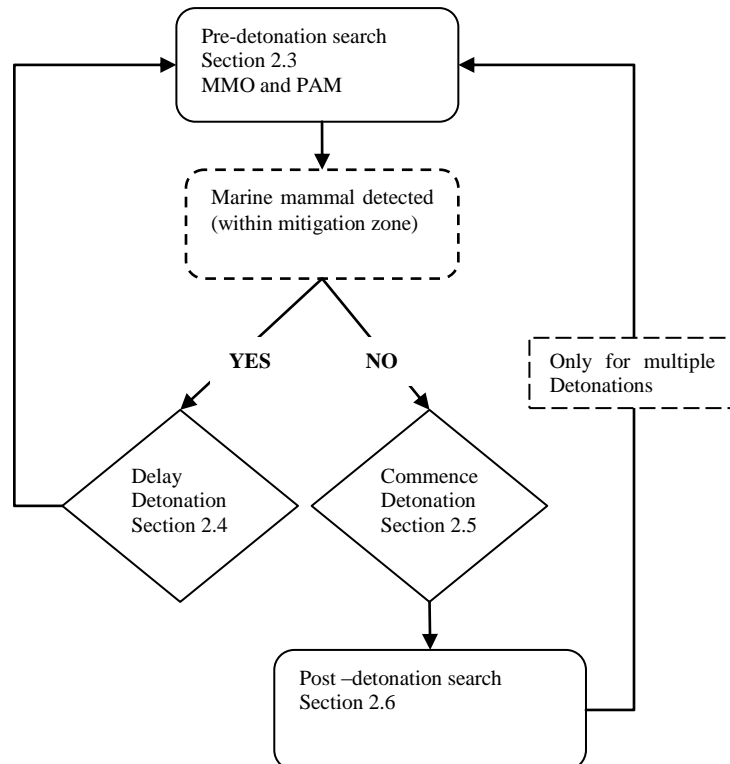 Pre-detonation search
Section 2.3
MMO and PAM
Marine mammal detected
(within mitigation zone)
YES
NO
Only for multiple
Detonations
Delay
Detonation
Section 2.4
Commence
Detonation
Section 2.5
Post –detonation search
Section 2.6